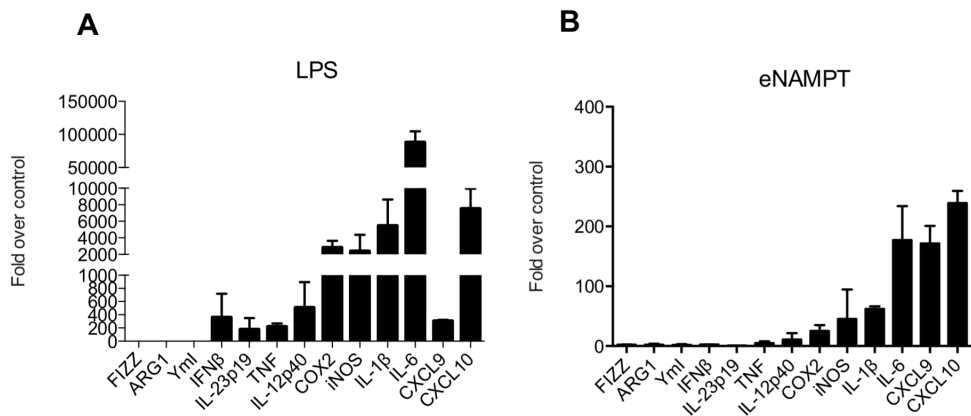 A
LPS
Fold over control
150000
100000
50000
10000
8000
6000
4000
2000
1000
800
600
400
200
0
FIZZ
ARG1
YmI
IFNβ
IL-23p19
TNF
IL-12p40
COX2
iNOS
IL-1β
IL-6
CXCL9
CXCL10
B
eNAMPT
Fold over control
400
300
200
100
0
FIZZ
ARG1
YmI
IFNβ
IL-23p19
TNF
IL-12p40
COX2
iNOS
IL-1β
IL-6
CXCL9
CXCL10